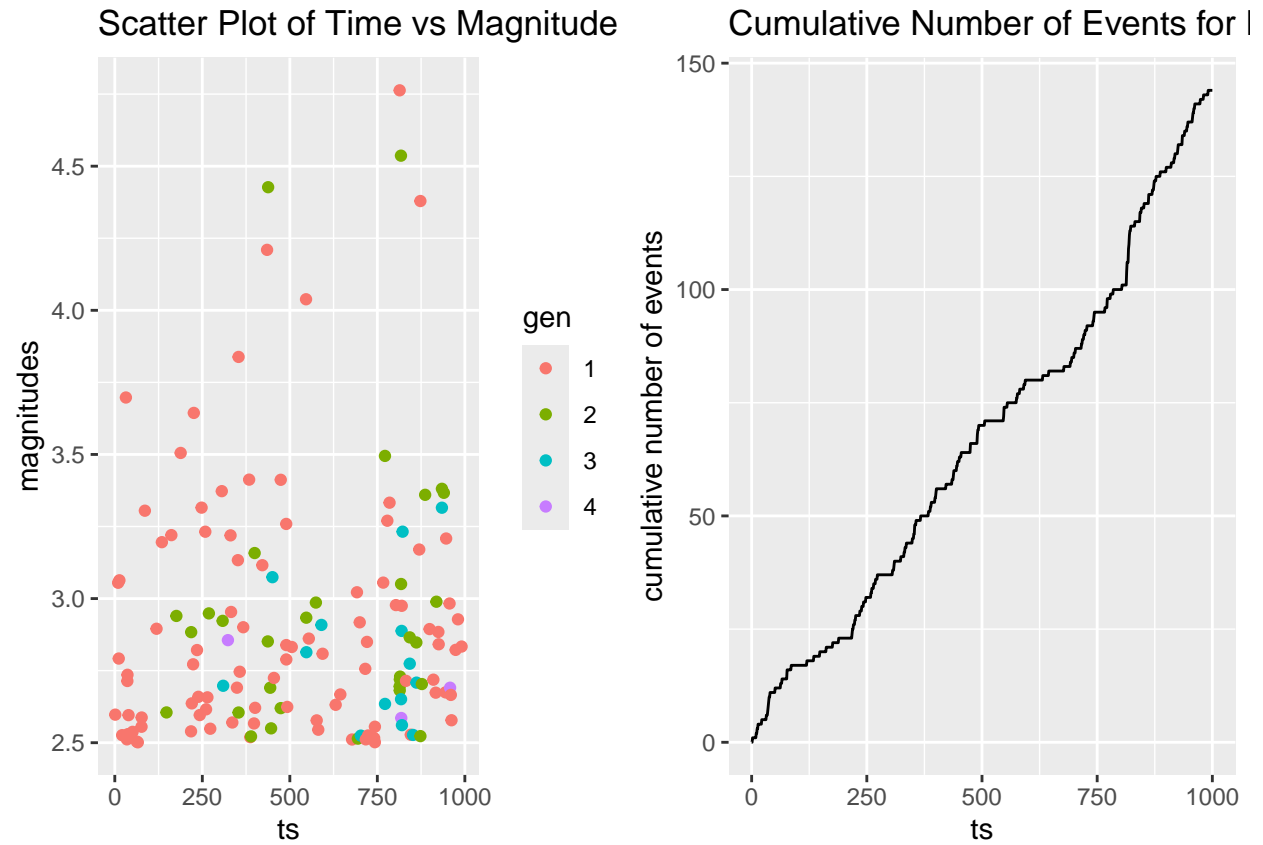 Scatter Plot of Time vs Magnitude
magnitudes
4.5
4.0
3.5
3.0
2.5
0 250 500 750 1000
ts
gen
1
2
3
4
Cumulative Number of Events for
cumulative number of events
150
100
50
0
0 250 500 750 1000
ts